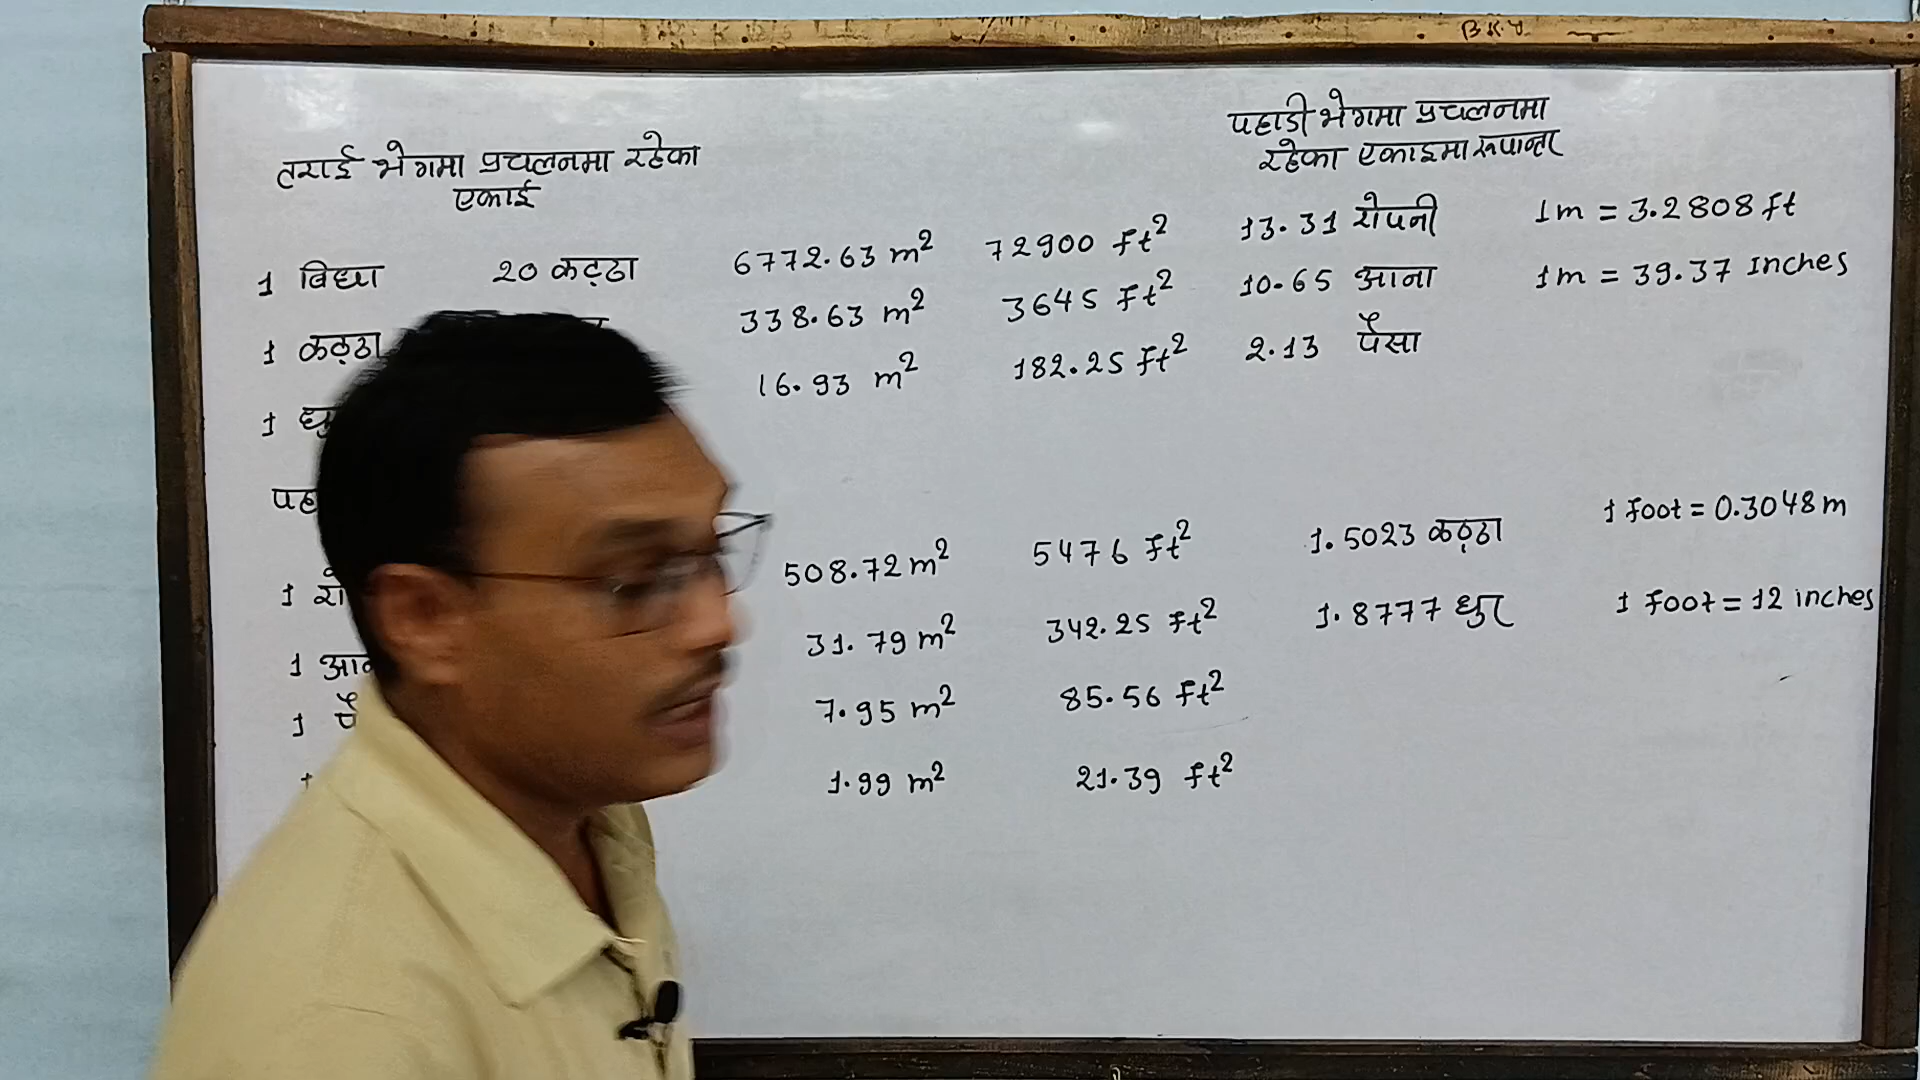 B.K.Y
तराई भेगमा प्रचलनमा रहेका
एकाई
पहाडी भेगमा प्रचलनमा
रहेका एकाइमा रूपान्तर
1 विघा 20 कट्ठा 6772.63 m² 72900 ft² 13.31 रोपनी 1m = 3.2808 ft
1 कठ्ठा 338.63 m² 3645 ft² 10.65 आना 1m = 39.37 Inches
1 16.93 m² 182.25 ft² 2.13 पैसा
1 508.72 m² 5476 ft² 1.5023 कठ्ठा 1 foot = 0.3048 m
1 31.79 m² 342.25 ft² 1.8777 धुर 1 foot = 12 inches
1 7.95 m² 85.56 ft²
1.99 m² 21.39 ft²